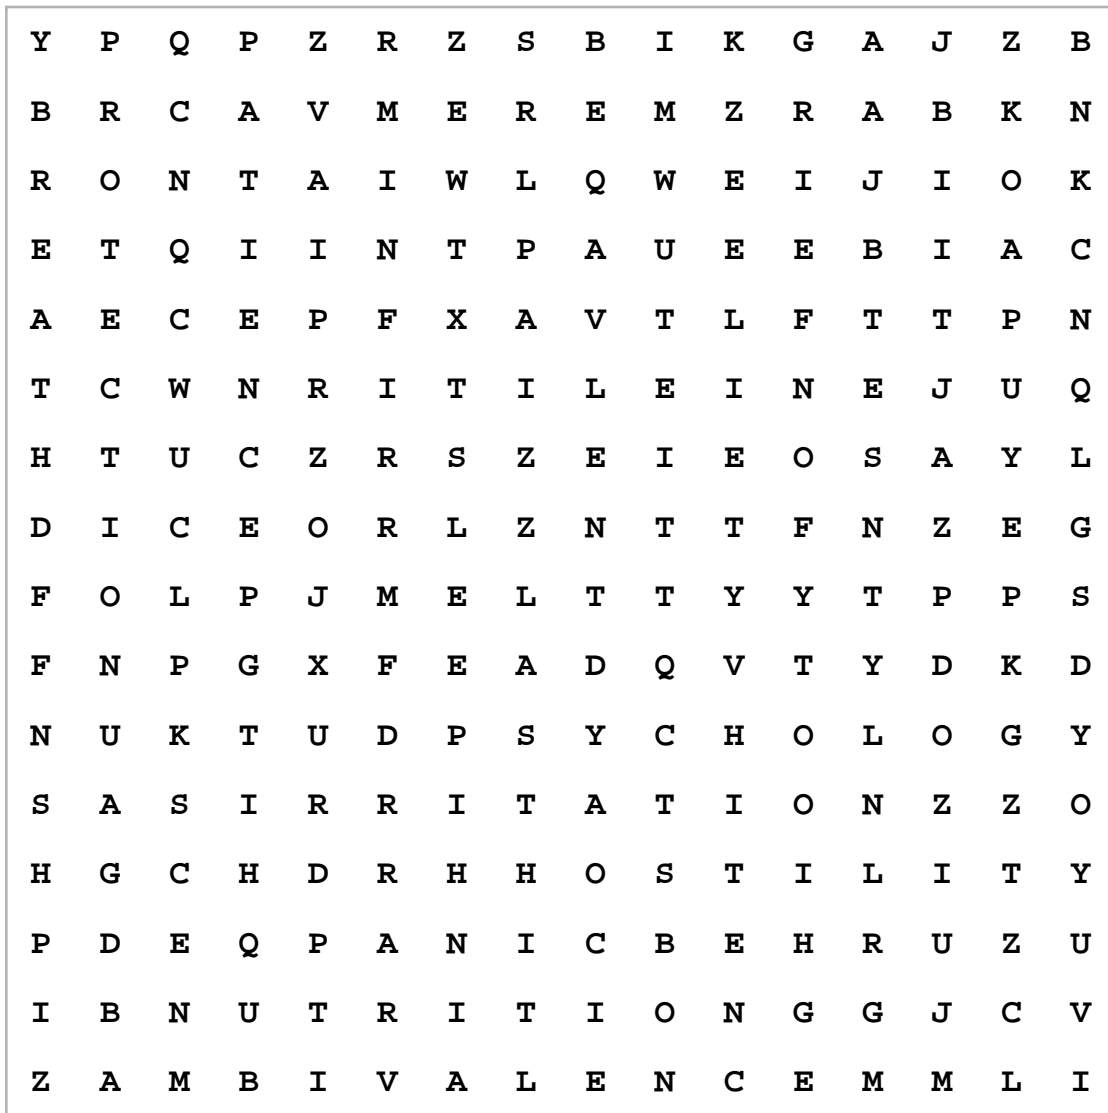 Y P Q P Z R Z S B I K G A J Z B
B R C A V M E R E M Z R A B K N
R O N T A I W L Q W E I J I O K
E T Q I I N T P A U E E B I A C
A E C E P F X A V T L F T T P N
T C W N R I T I L E I N E J U Q
H T U C Z R S Z E I E O S A Y L
D I C E O R L Z N T T F N Z E G
F O L P J M E L T T Y Y T P P S
F N P G X F E A D Q V T Y D K D
N U K T U D P S Y C H O L O G Y
S A S I R R I T A T I O N Z Z O
H G C H D R H H O S T I L I T Y
P D E Q P A N I C B E H R U Z U
I B N U T R I T I O N G G J C V
Z A M B I V A L E N C E M M L I